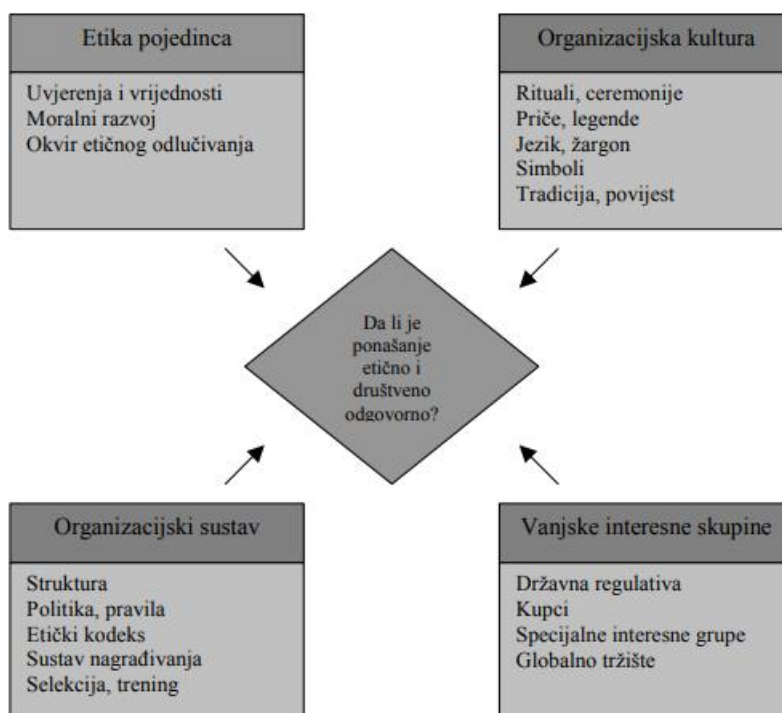 Etika pojedinca
Uvjerenja i vrijednosti
Moralni razvoj
Okvir etičnog odlučivanja
Organizacijska kultura
Rituali, ceremonije
Priče, legende
Jezik, žargon
Simboli
Tradicija, povijest
Da li je
ponašanje
etično i
društveno
odgovorno?
Organizacijski sustav
Struktura
Politika, pravila
Etički kodeks
Sustav nagrađivanja
Selekcija, trening
Vanjske interesne skupine
Državna regulativa
Kupci
Specijalne interesne grupe
Globalno tržište